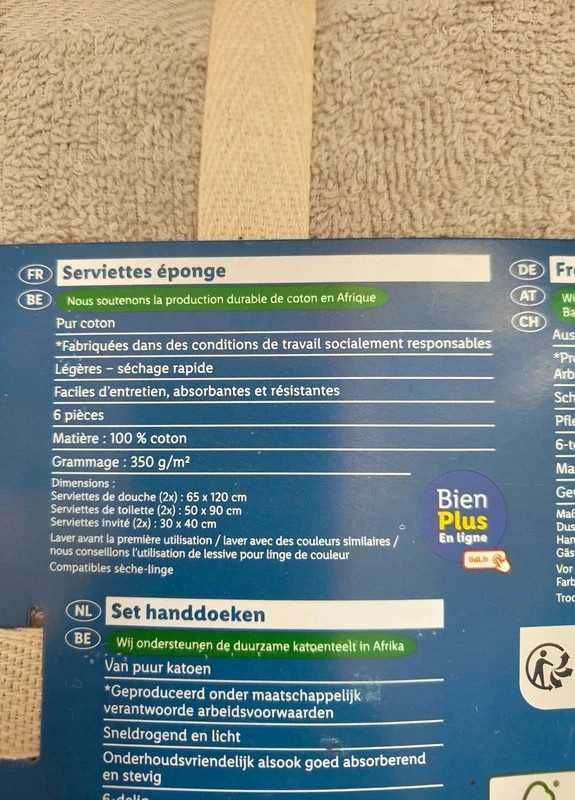 FR
Serviettes éponge
BE
Nous soutenons la production durable de coton en Afrique
Pur coton
*Fabriquées dans des conditions de travail socialement responsables
Légères – séchage rapide
Faciles d'entretien, absorbantes et résistantes
6 pièces
Matière : 100 % coton
Grammage : 350 g/m²
Dimensions :
Serviettes de douche (2x) : 65 x 120 cm
Serviettes de toilette (2x) : 50 x 90 cm
Serviettes invité (2x) : 30 x 40 cm
Laver avant la première utilisation / laver avec des couleurs similaires /
nous conseillons l'utilisation de lessive pour linge de couleur
Compatibles sèche-linge
Bien
Plus
En ligne
lidl.fr
NL
Set handdoeken
BE
Wij ondersteunen de duurzame katoenteelt in Afrika
Van puur katoen
*Geproduceerd onder maatschappelijk
verantwoorde arbeidsvoorwaarden
Sneldrogend en licht
Onderhoudsvriendelijk alsook goed absorberend
en stevig
6-delig
DE
AT
CH